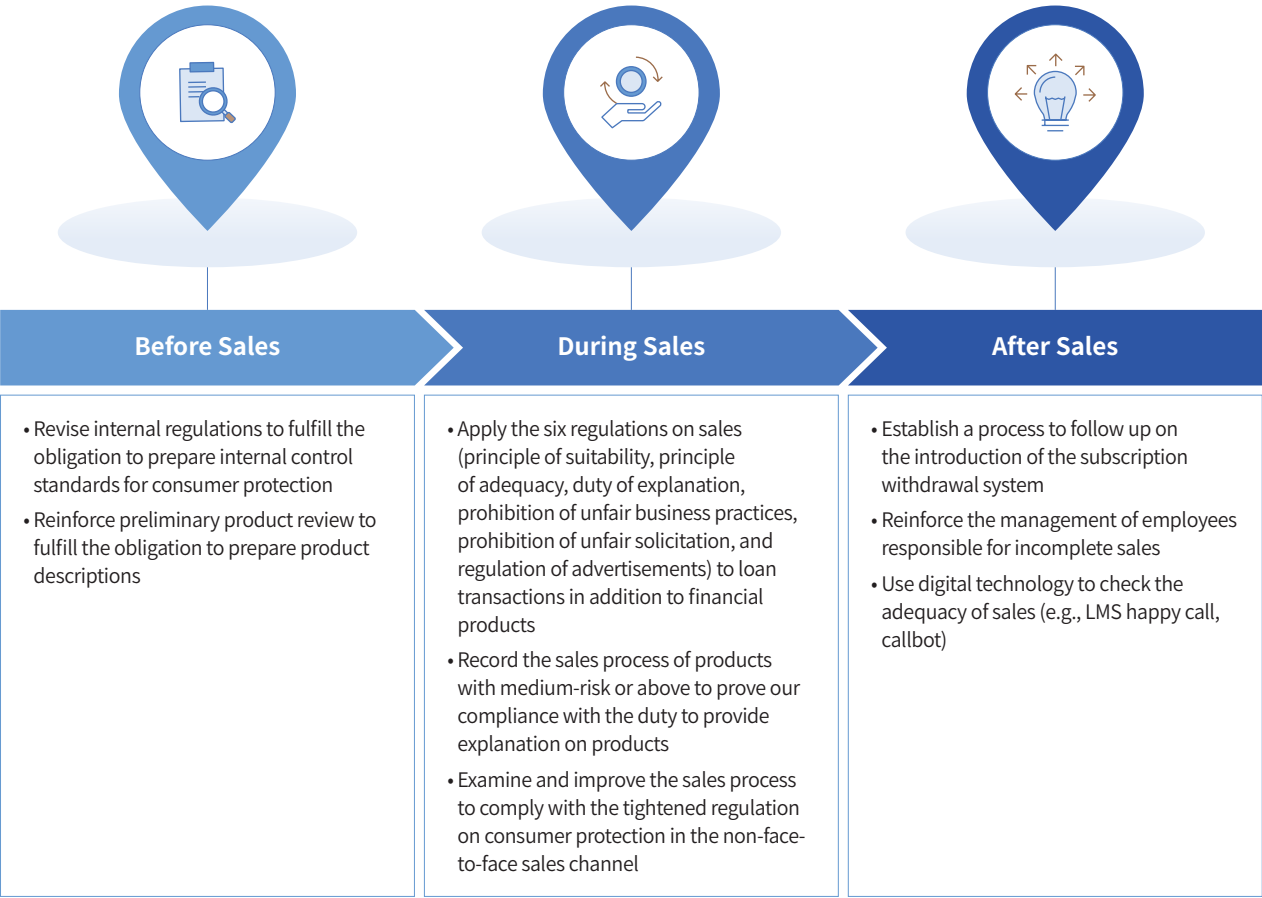 Before Sales
• Revise internal regulations to fulfill the
obligation to prepare internal control
standards for consumer protection
• Reinforce preliminary product review to
fulfill the obligation to prepare product
descriptions
During Sales
• Apply the six regulations on sales
(principle of suitability, principle
of adequacy, duty of explanation,
prohibition of unfair business practices,
prohibition of unfair solicitation, and
regulation of advertisements) to loan
transactions in addition to financial
products
• Record the sales process of products
with medium-risk or above to prove our
compliance with the duty to provide
explanation on products
• Examine and improve the sales process
to comply with the tightened regulation
on consumer protection in the non-face-
to-face sales channel
After Sales
• Establish a process to follow up on
the introduction of the subscription
withdrawal system
• Reinforce the management of employees
responsible for incomplete sales
• Use digital technology to check the
adequacy of sales (e.g., LMS happy call,
callbot)